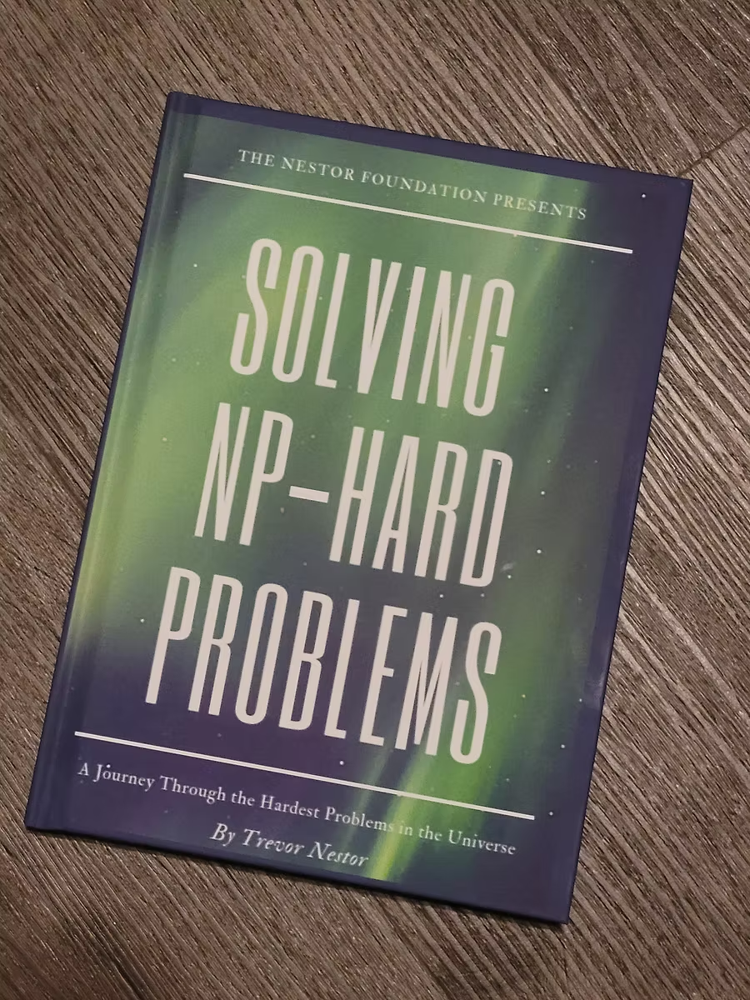 THE NESTOR FOUNDATION PRESENTS
SOLVING
NP-HARD
PROBLEMS
A Journey Through the Hardest Problems in the Universe
By Trevor Nestor